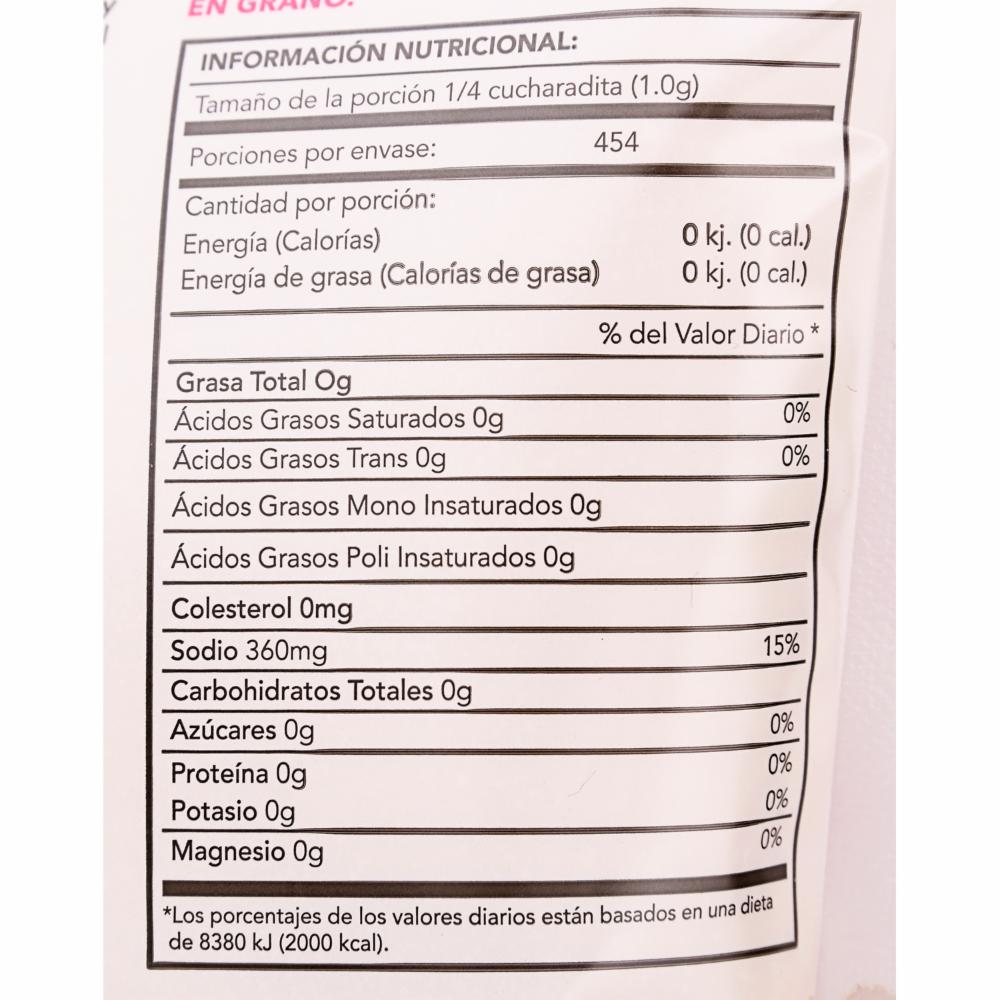 EN GRANO.
INFORMACIÓN NUTRICIONAL:
Tamaño de la porción 1/4 cucharadita (1.0g)
Porciones por envase: 454
Cantidad por porción:
Energía (Calorías) 0 kj. (0 cal.)
Energía de grasa (Calorías de grasa) 0 kj. (0 cal.)
% del Valor Diario *
Grasa Total Og
Ácidos Grasos Saturados 0g 0%
Ácidos Grasos Trans 0g 0%
Ácidos Grasos Mono Insaturados 0g
Ácidos Grasos Poli Insaturados 0g
Colesterol 0mg
Sodio 360mg 15%
Carbohidratos Totales 0g
Azúcares 0g 0%
Proteína 0g 0%
Potasio 0g 0%
Magnesio 0g 0%
*Los porcentajes de los valores diarios están basados en una dieta
de 8380 kJ (2000 kcal).